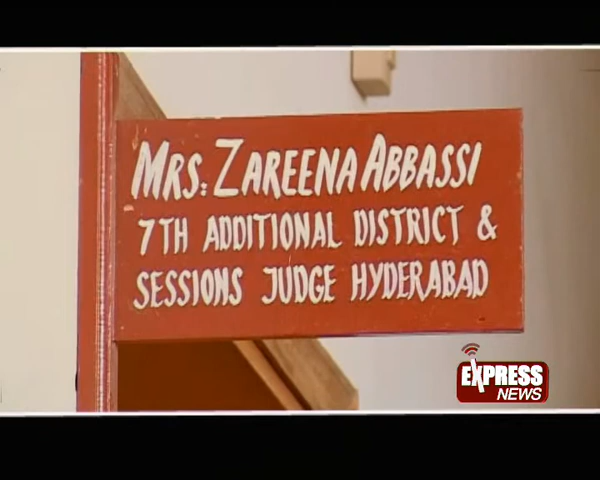 MRS. ZAREENA ABBASSI
7TH ADDITIONAL DISTRICT &
SESSIONS JUDGE HYDERABAD
EXPRESS
NEWS